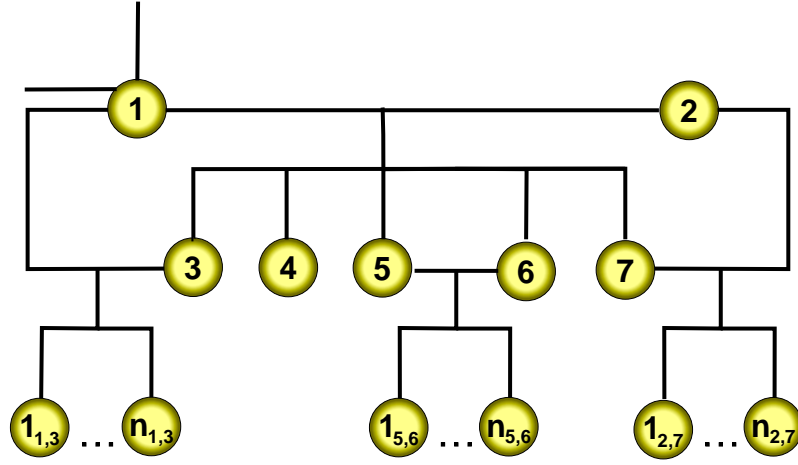 1 2
3 4 5 6 7
1₁,₃ ... n₁,₃ 1₅,₆ ... n₅,₆ 1₂,₇ ... n₂,₇